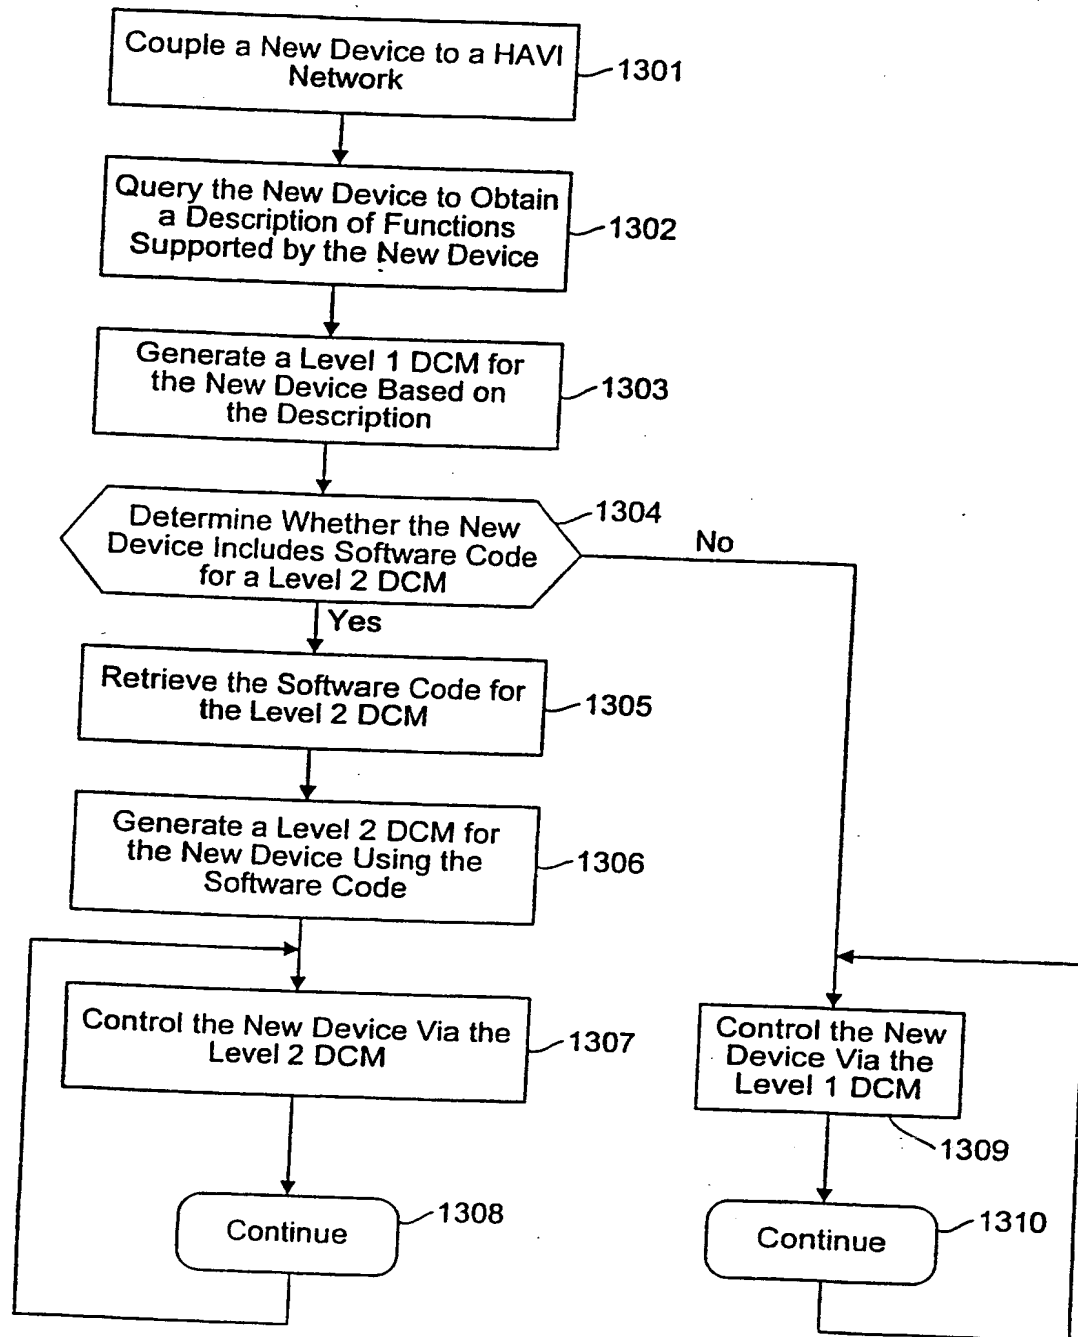 Couple a New Device to a HAVI
Network
1301
Query the New Device to Obtain
a Description of Functions
Supported by the New Device
1302
Generate a Level 1 DCM for
the New Device Based on
the Description
1303
Determine Whether the New
Device Includes Software Code
for a Level 2 DCM
1304
No
Yes
Retrieve the Software Code for
the Level 2 DCM
1305
Generate a Level 2 DCM for
the New Device Using the
Software Code
1306
Control the New Device Via the
Level 2 DCM
1307
Control the New
Device Via the
Level 1 DCM
1309
Continue
1308
Continue
1310